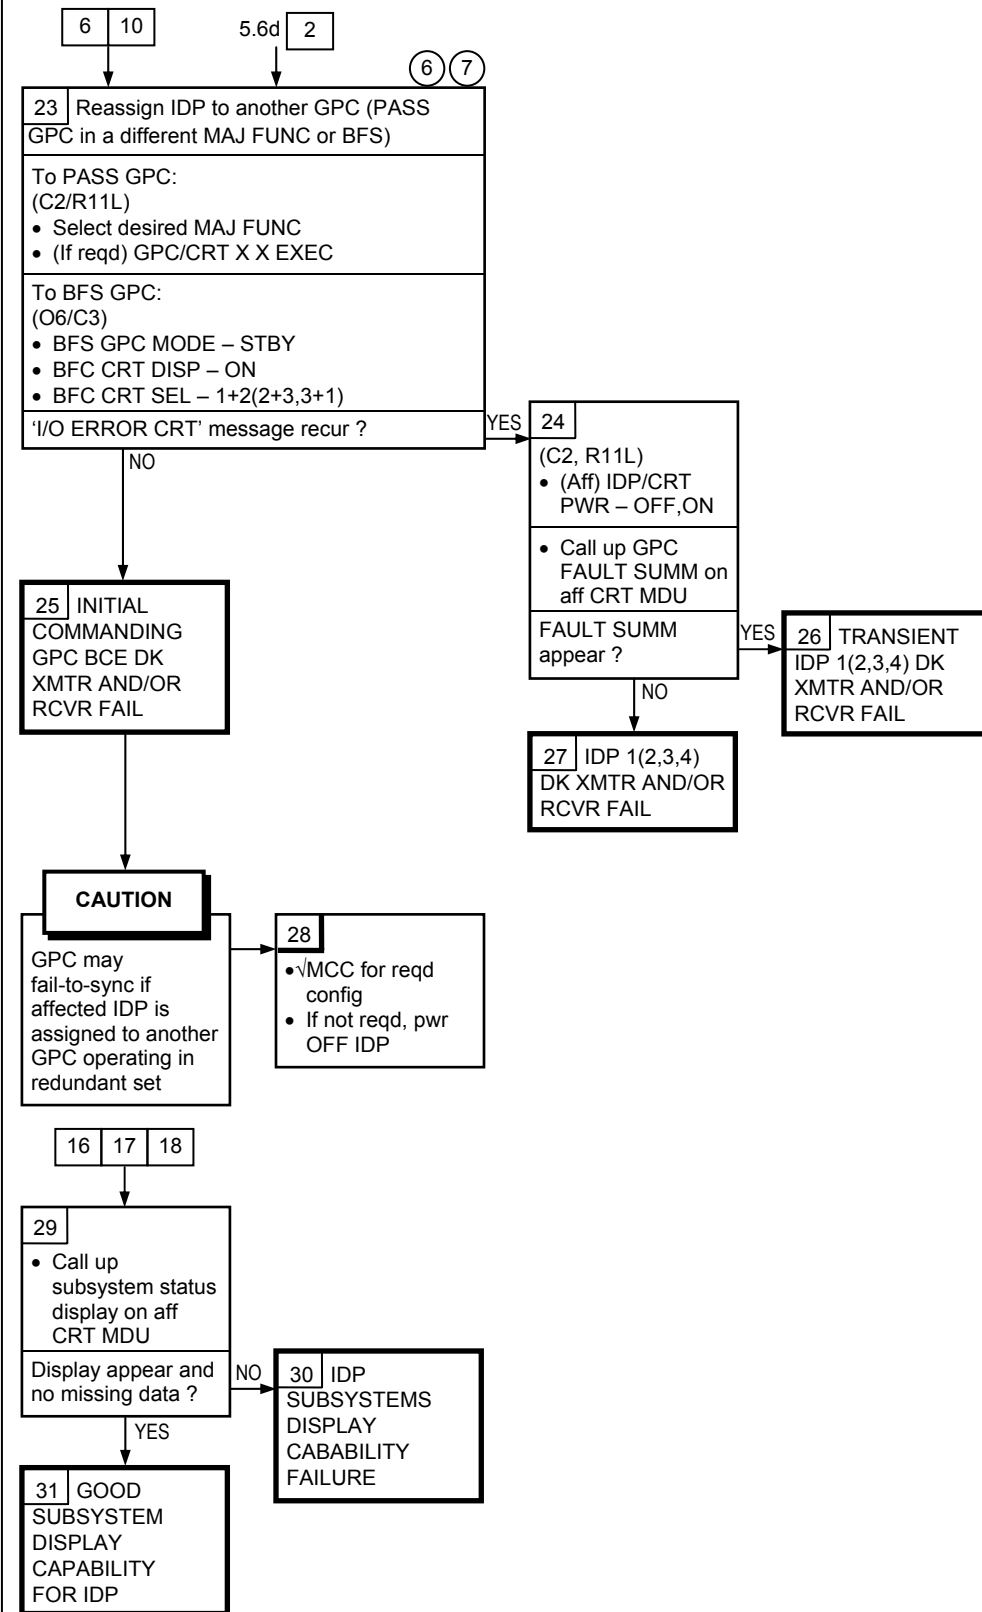 6 10
5.6d 2
6 7
23 Reassign IDP to another GPC (PASS
GPC in a different MAJ FUNC or BFS)
To PASS GPC:
(C2/R11L)
• Select desired MAJ FUNC
• (If reqd) GPC/CRT X X EXEC
To BFS GPC:
(O6/C3)
• BFS GPC MODE – STBY
• BFC CRT DISP – ON
• BFC CRT SEL – 1+2(2+3,3+1)
‘I/O ERROR CRT’ message recur ?
YES
NO
24
(C2, R11L)
• (Aff) IDP/CRT
PWR – OFF,ON
• Call up GPC
FAULT SUMM on
aff CRT MDU
FAULT SUMM
appear ?
YES
NO
25 INITIAL
COMMANDING
GPC BCE DK
XMTR AND/OR
RCVR FAIL
26 TRANSIENT
IDP 1(2,3,4) DK
XMTR AND/OR
RCVR FAIL
27 IDP 1(2,3,4)
DK XMTR AND/OR
RCVR FAIL
CAUTION
GPC may
fail-to-sync if
affected IDP is
assigned to another
GPC operating in
redundant set
28
•√MCC for reqd
config
• If not reqd, pwr
OFF IDP
16 17 18
29
• Call up
subsystem status
display on aff
CRT MDU
Display appear and
no missing data ?
NO
YES
30 IDP
SUBSYSTEMS
DISPLAY
CABABILITY
FAILURE
31 GOOD
SUBSYSTEM
DISPLAY
CAPABILITY
FOR IDP